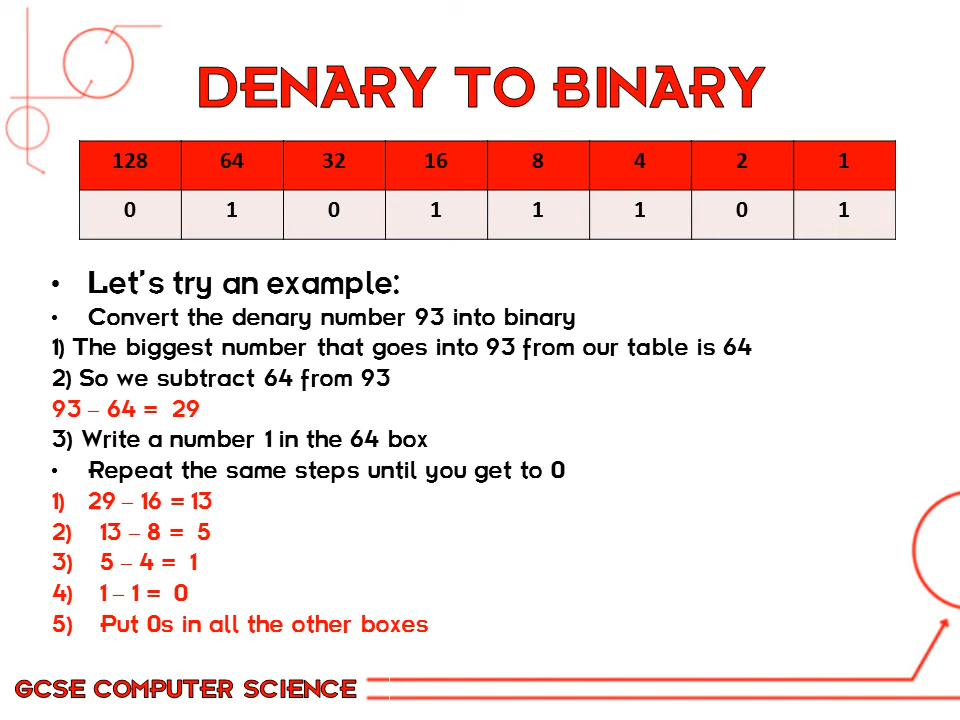 DENARY TO BINARY
128 64 32 16 8 4 2 1
0 1 0 1 1 1 0 1
• Let's try an example:
• Convert the denary number 93 into binary
1) The biggest number that goes into 93 from our table is 64
2) So we subtract 64 from 93
93 – 64 = 29
3) Write a number 1 in the 64 box
• Repeat the same steps until you get to 0
1) 29 – 16 = 13
2) 13 – 8 = 5
3) 5 – 4 = 1
4) 1 – 1 = 0
5) Put 0s in all the other boxes
GCSE COMPUTER SCIENCE